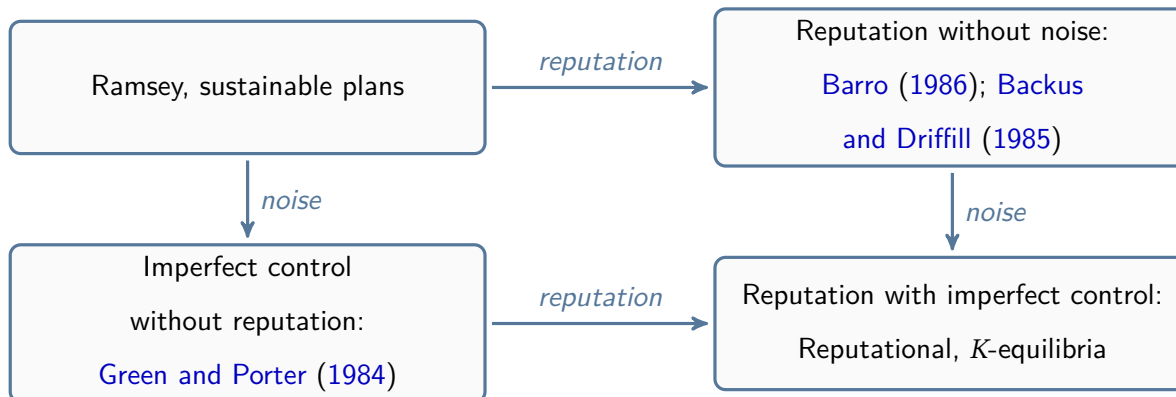 Ramsey, sustainable plans
reputation
Reputation without noise:
Barro (1986); Backus
and Driffill (1985)
noise
noise
Imperfect control
without reputation:
Green and Porter (1984)
reputation
Reputation with imperfect control:
Reputational, K-equilibria